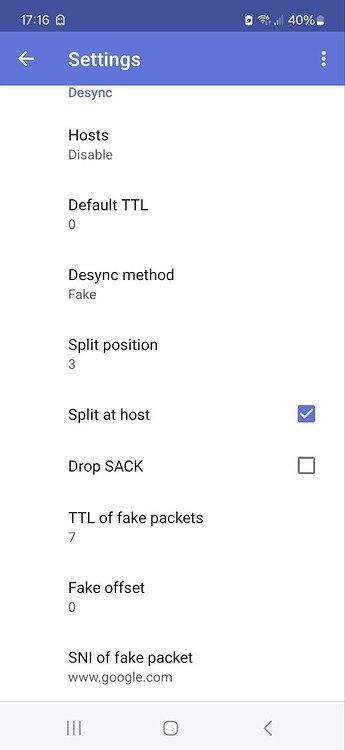 17:16
40%
Settings
Desync
Hosts
Disable
Default TTL
0
Desync method
Fake
Split position
3
Split at host
Drop SACK
TTL of fake packets
7
Fake offset
0
SNI of fake packet
www.google.com